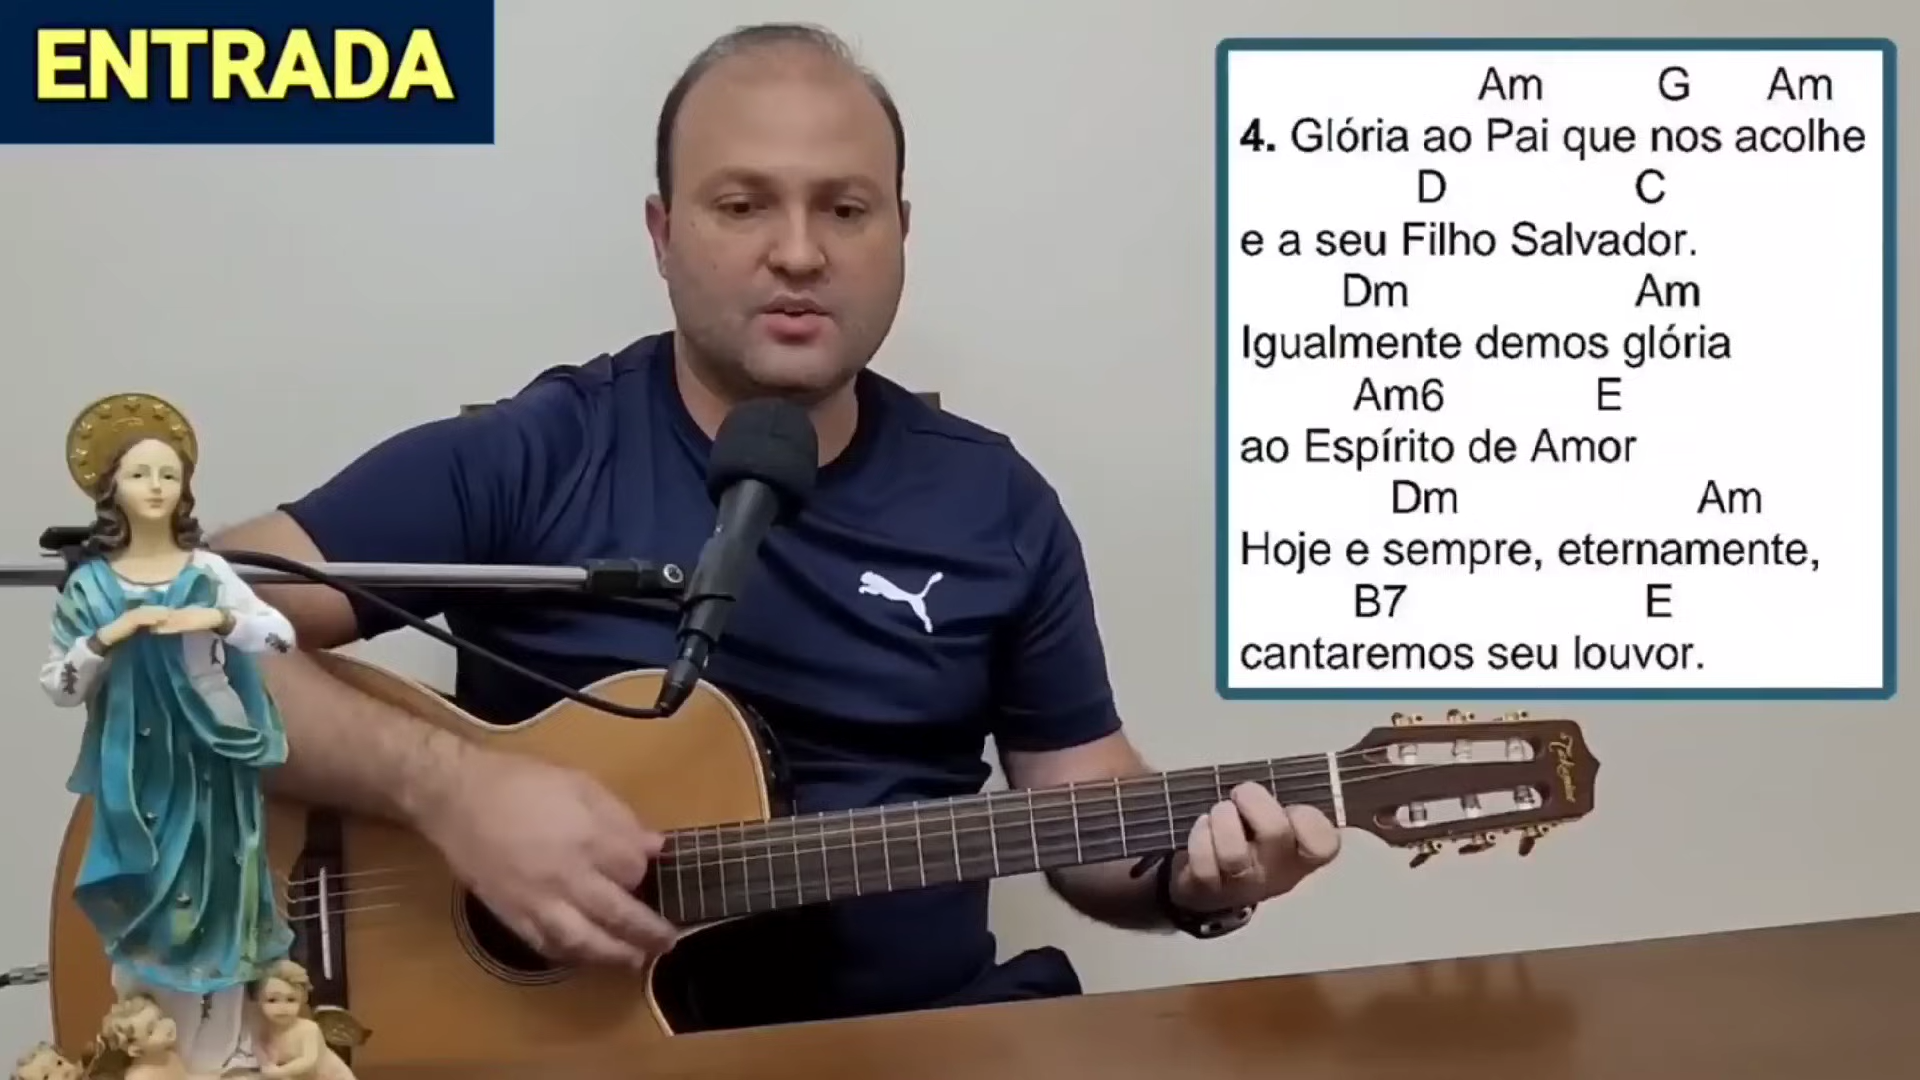 ENTRADA
Am G Am
4. Glória ao Pai que nos acolhe
D C
e a seu Filho Salvador.
Dm Am
Igualmente demos glória
Am6 E
ao Espírito de Amor
Dm Am
Hoje e sempre, eternamente,
B7 E
cantaremos seu louvor.
Takamine